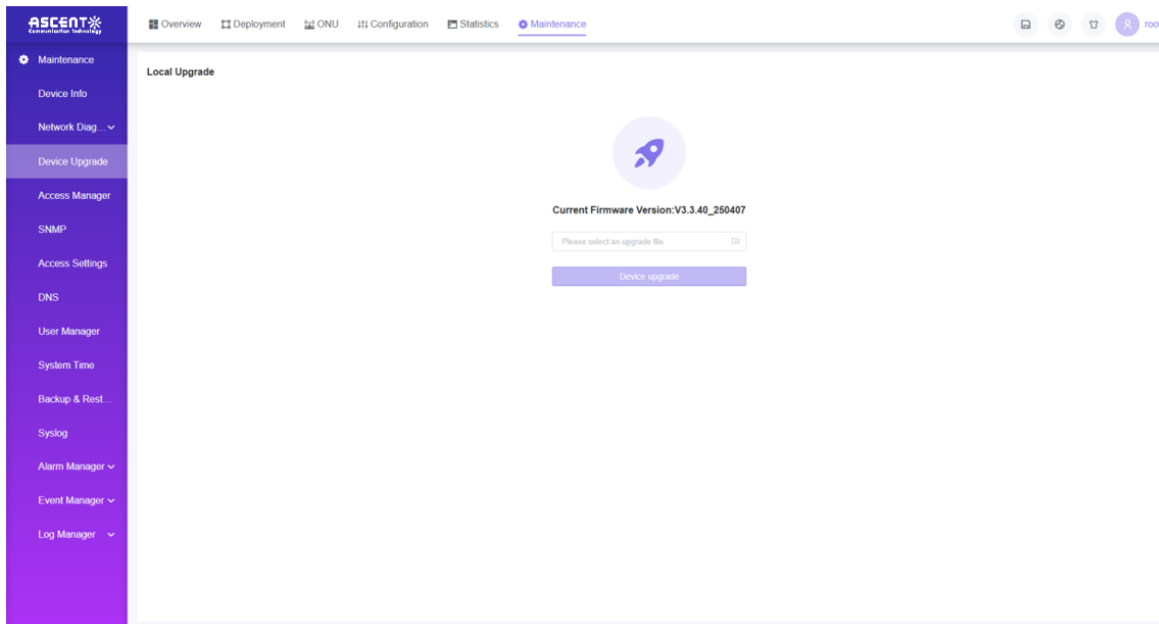 ASCENT
Communication Technology
Overview
Deployment
ONU
Configuration
Statistics
Maintenance
roo
Maintenance
Device Info
Network Diag...
Device Upgrade
Access Manager
SNMP
Access Settings
DNS
User Manager
System Time
Backup & Rest...
Syslog
Alarm Manager
Event Manager
Log Manager
Local Upgrade
Current Firmware Version:V3.3.40_250407
Please select an upgrade file
Device upgrade